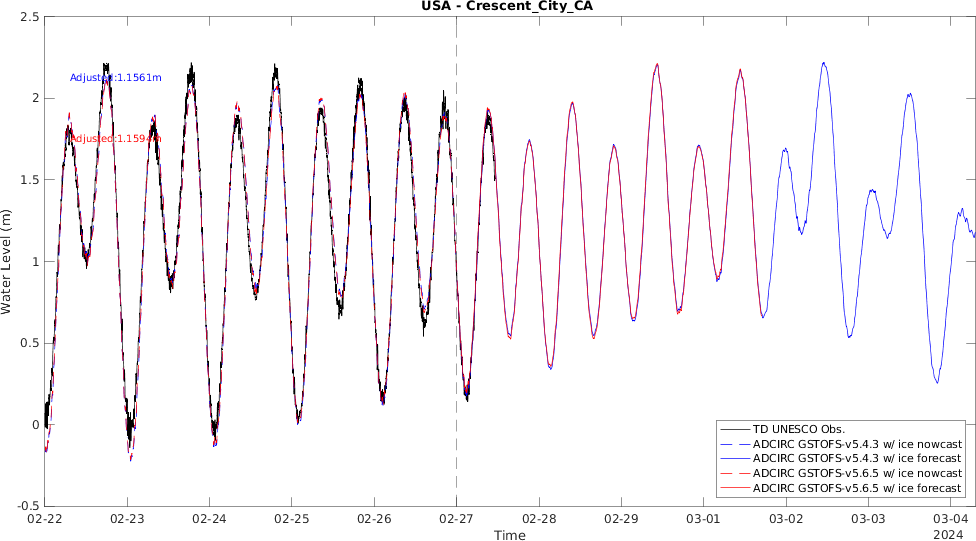 USA - Crescent_City_CA
2.5
2
1.5
1
0.5
0
-0.5
Water Level (m)
Adjusted:1.1561m
Adjusted:1.1594m
TD UNESCO Obs.
ADCIRC GSTOFS-v5.4.3 w/ ice nowcast
ADCIRC GSTOFS-v5.4.3 w/ ice forecast
ADCIRC GSTOFS-v5.6.5 w/ ice nowcast
ADCIRC GSTOFS-v5.6.5 w/ ice forecast
02-22 02-23 02-24 02-25 02-26 02-27 02-28 02-29 03-01 03-02 03-03 03-04
Time
2024